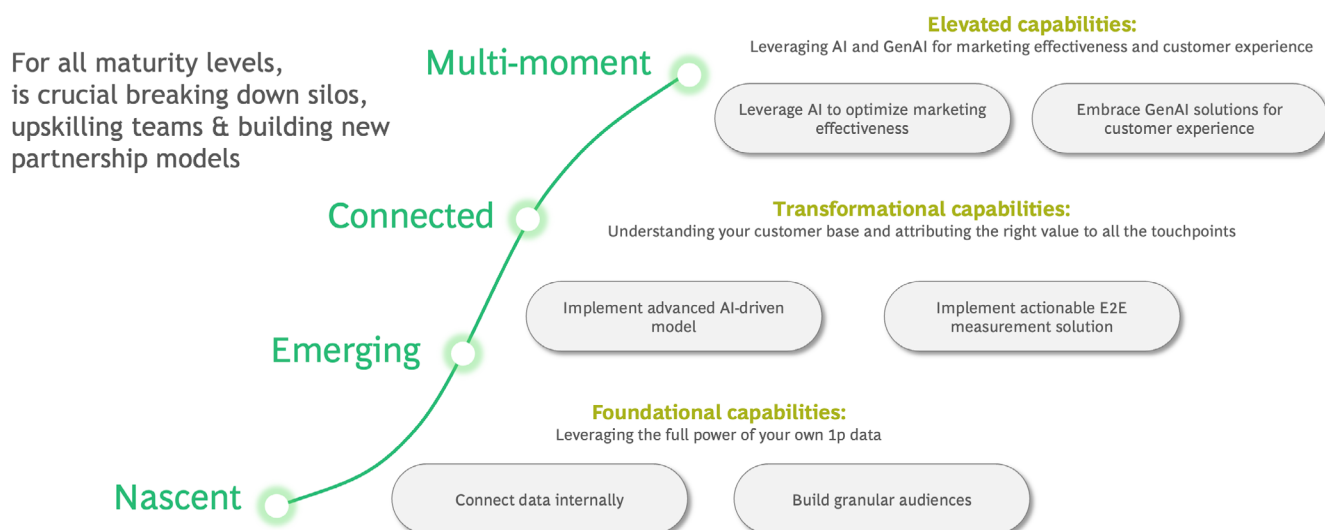 For all maturity levels,
is crucial breaking down silos,
upskilling teams & building new
partnership models
Multi-moment
Elevated capabilities:
Leveraging AI and GenAI for marketing effectiveness and customer experience
Leverage AI to optimize marketing
effectiveness
Embrace GenAI solutions for
customer experience
Connected
Transformational capabilities:
Understanding your customer base and attributing the right value to all the touchpoints
Implement advanced AI-driven
model
Implement actionable E2E
measurement solution
Emerging
Foundational capabilities:
Leveraging the full power of your own 1p data
Nascent
Connect data internally
Build granular audiences